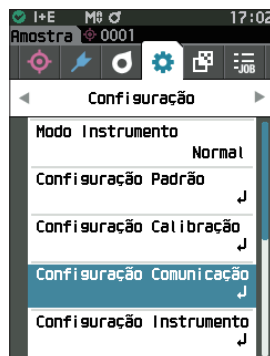 I+E M 17:02
Amostra 0001
JOB
Configuração
Modo Instrumento
Normal
Configuração Padrão
Configuração Calibração
Configuração Comunicação
Configuração Instrumento